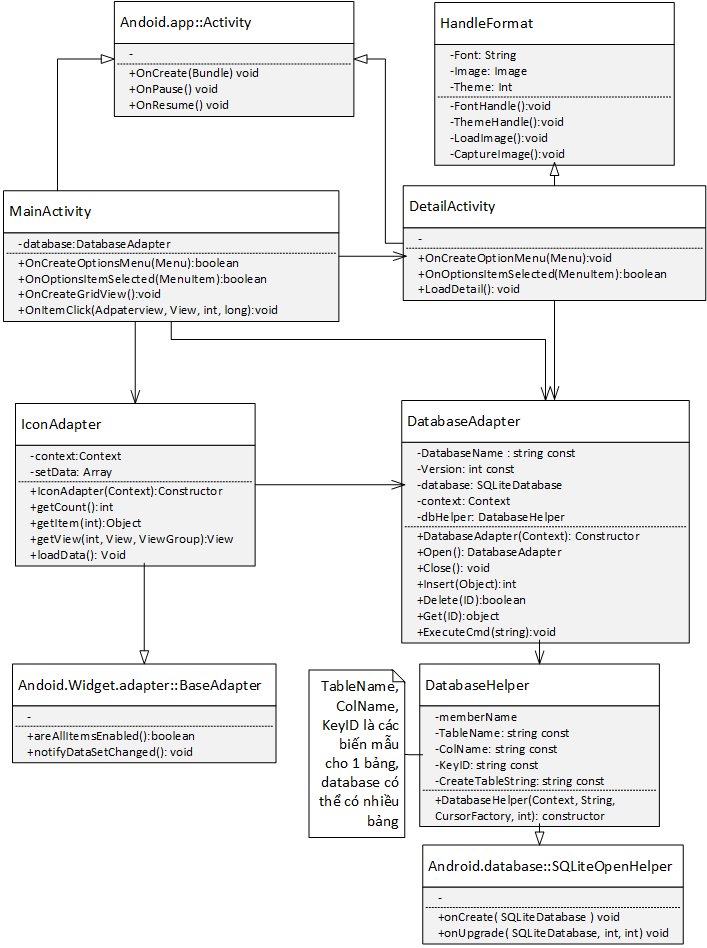 Andoid.app::Activity
-
+OnCreate(Bundle) void
+OnPause() void
+OnResume() void
HandleFormat
-Font: String
-Image: Image
-Theme: Int
-FontHandle():void
-ThemeHandle():void
-LoadImage():void
-CaptureImage():void
MainActivity
-database:DatabaseAdapter
+OnCreateOptionsMenu(Menu):boolean
+OnOptionsItemSelected(MenuItem):boolean
+OnCreateGridView():void
+OnItemClick(Adpaterview, View, int, long):void
DetailActivity
-
+OnCreateOptionMenu(Menu):void
+OnOptionsItemSelected(MenuItem):boolean
+LoadDetail(): void
IconAdapter
-context:Context
-setData: Array
+IconAdapter(Context):Constructor
+getCount():int
+getItem(int):Object
+getView(int, View, ViewGroup):View
+loadData(): Void
DatabaseAdapter
-DatabaseName : string const
-Version: int const
-database: SQLiteDatabase
-context: Context
-dbHelper: DatabaseHelper
+DatabaseAdapter(Context): Constructor
+Open(): DatabaseAdapter
+Close(): void
+Insert(Object):int
+Delete(ID):boolean
+Get(ID):object
+ExecuteCmd(string):void
Andoid.Widget.adapter::BaseAdapter
-
+areAllItemsEnabled():boolean
+notifyDataSetChanged(): void
TableName,
ColName,
KeyID là các
biến mẫu
cho 1 bảng,
database có
thể có nhiều
bảng
DatabaseHelper
-memberName
-TableName: string const
-ColName: string const
-KeyID: string const
-CreateTableString: string const
+DatabaseHelper(Context, String,
CursorFactory, int): constructor
Android.database::SQLiteOpenHelper
-
+onCreate( SQLiteDatabase ) void
+onUpgrade( SQLiteDatabase, int, int) void